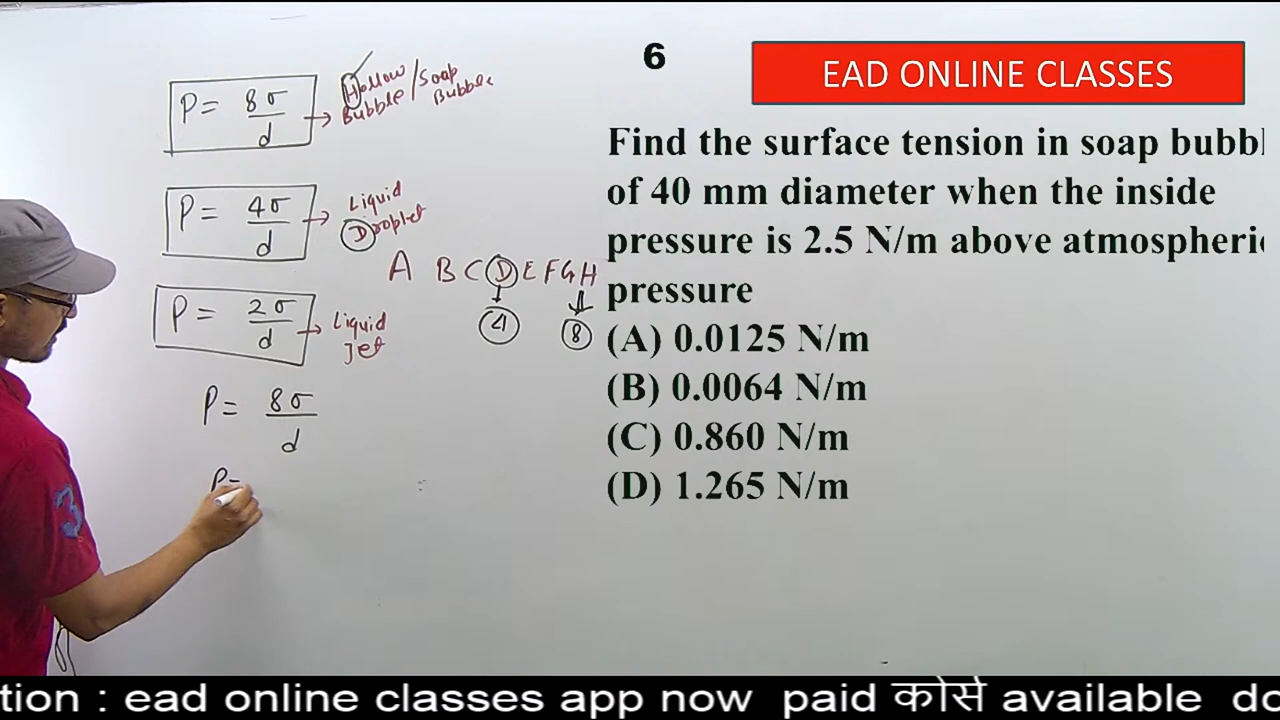 P = 8σ/d → Hollow Bubble / Soap Bubble
P = 4σ/d → Liquid Droplet
A B C D E F G H
4 8
P = 2σ/d → Liquid Jet
P = 8σ/d
P=
3
6
EAD ONLINE CLASSES
Find the surface tension in soap bubbl
of 40 mm diameter when the inside
pressure is 2.5 N/m above atmospheric
pressure
(A) 0.0125 N/m
(B) 0.0064 N/m
(C) 0.860 N/m
(D) 1.265 N/m
tion : ead online classes app now paid कोर्स available do